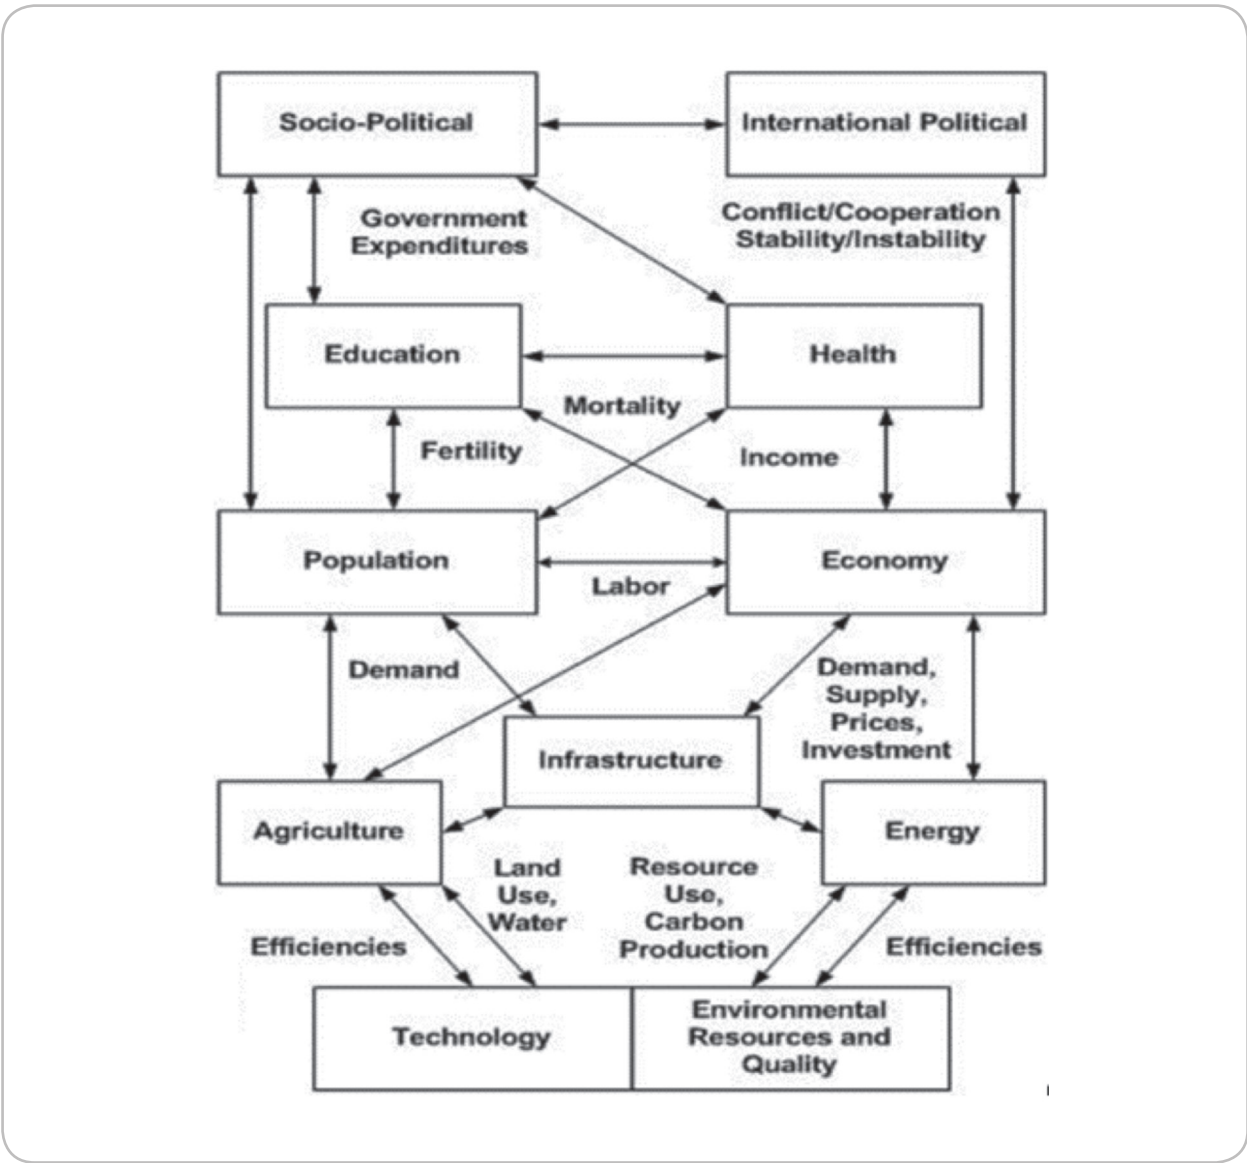 Socio-Political
International Political
Government
Expenditures
Conflict/Cooperation
Stability/Instability
Education
Health
Mortality
Fertility
Income
Population
Economy
Labor
Demand
Demand,
Supply,
Prices,
Investment
Infrastructure
Agriculture
Energy
Land
Use,
Water
Resource
Use,
Carbon
Production
Efficiencies
Efficiencies
Technology
Environmental
Resources and
Quality